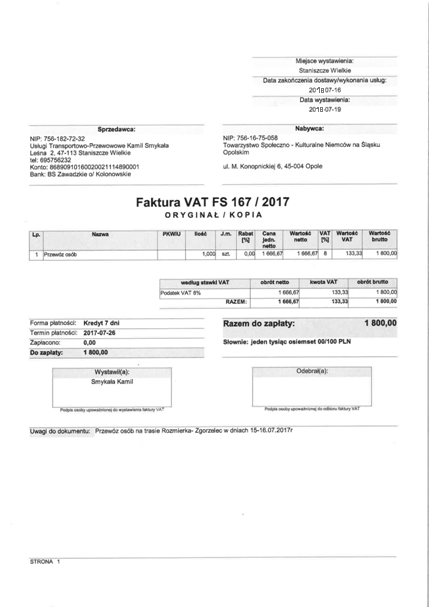 Miejsce wystawienia:
Staniszcze Wielkie
Data zakończenia dostawy/wykonania usług:
2018 07-16
Data wystawienia:
2018-07-19
Sprzedawca:
NIP: 756-162-72-32
Usługi Transportowo-Przewozowe Kamil Smykała
Leśna 2, 47-113 Staniszcze Wielkie
tel: 695756232
Konto: 86890910160020021114890001
Bank: BS Zawadzkie o/ Kolonowskie
Nabywca:
NIP: 756-16-75-058
Towarzystwo Społeczno - Kulturalne Niemców na Śląsku
Opolskim
ul. M. Konopnickiej 6, 45-004 Opole
Faktura VAT FS 167 / 2017
ORYGINAŁ / KOPIA
Lp. Nazwa PKWiU Ilość J.m. Rabat [%] Cena jedn. netto Wartość netto VAT [%] Wartość VAT Wartość brutto
1 Przewóz osób 1,000 szt. 0,00 1 666,67 1 666,67 8 133,33 1 800,00
według stawki VAT obrót netto kwota VAT obrót brutto
Podatek VAT 8% 1 666,67 133,33 1 800,00
RAZEM: 1 666,67 133,33 1 800,00
Forma płatności: Kredyt 7 dni
Termin płatności: 2017-07-26
Zapłacono: 0,00
Do zapłaty: 1 800,00
Razem do zapłaty: 1 800,00
Słownie: jeden tysiąc osiemset 00/100 PLN
Wystawił(a):
Smykała Kamil
Podpis osoby upoważnionej do wystawienia faktury VAT
Odebrał(a):
Podpis osoby upoważnionej do odbioru faktury VAT
Uwagi do dokumentu: Przewóz osób na trasie Rozmierka- Zgorzelec w dniach 15-16.07.2017r
STRONA 1